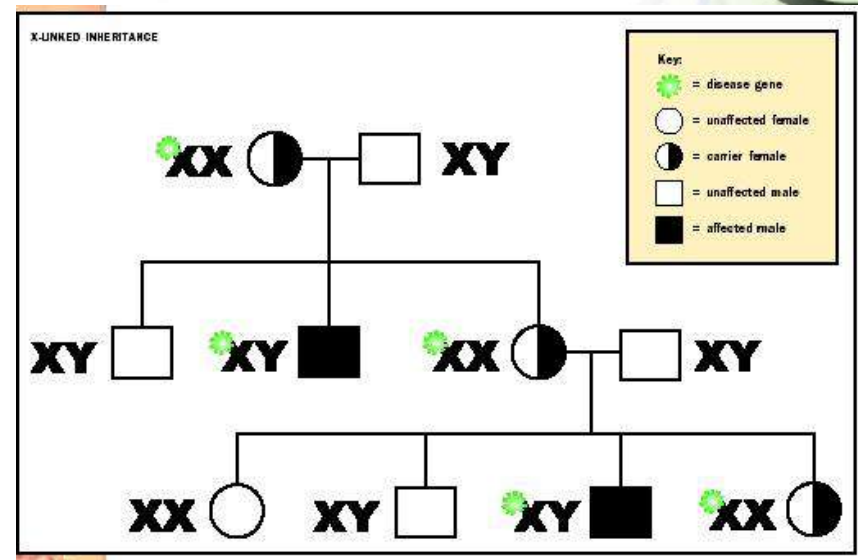 X-LINKED INHERITANCE
Key:
= disease gene
= unaffected female
= carrier female
= unaffected male
= affected male
XX XY
XY XY XX XY
XX XY XY XX